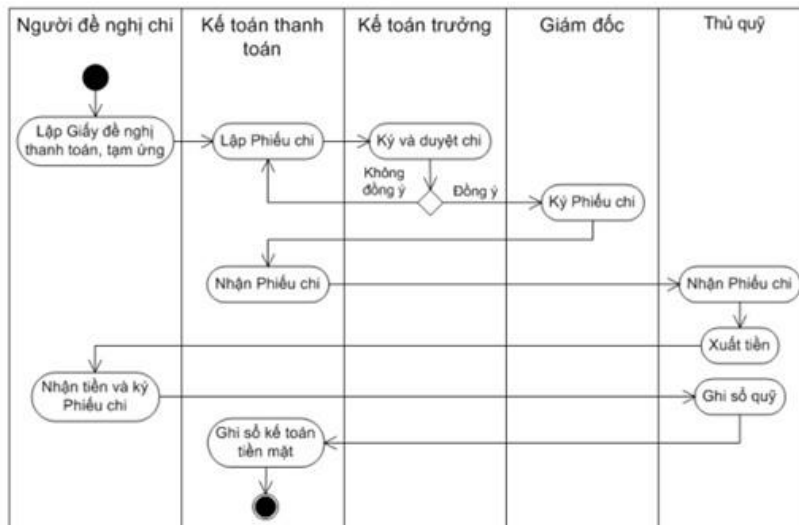 Người đề nghị chi
Kế toán thanh
toán
Kế toán trưởng
Giám đốc
Thủ quỹ
Lập Giấy đề nghị
thanh toán, tạm ứng
Lập Phiếu chi
Ký và duyệt chi
Không
đồng ý
Đồng ý
Ký Phiếu chi
Nhận Phiếu chi
Nhận Phiếu chi
Xuất tiền
Nhận tiền và ký
Phiếu chi
Ghi sổ quỹ
Ghi sổ kế toán
tiền mặt